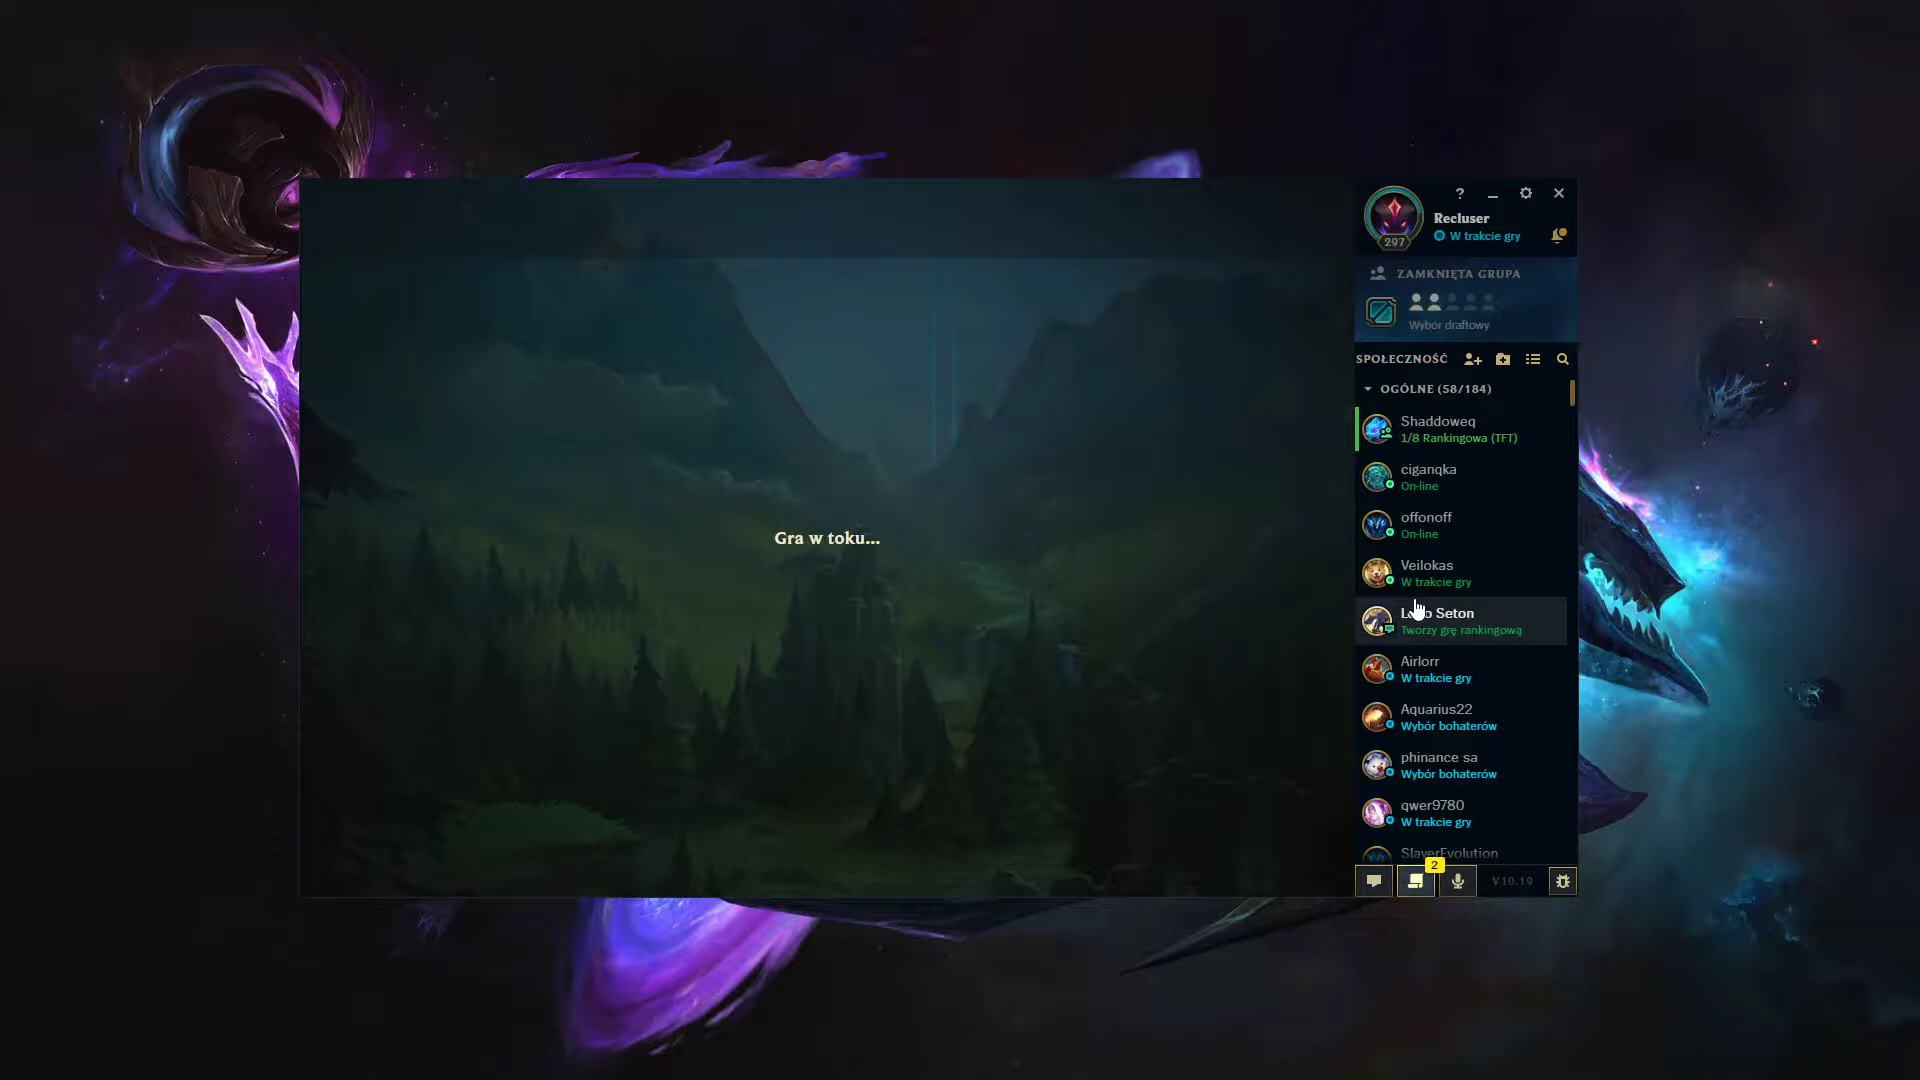 ?
Recluser
W trakcie gry
297
ZAMKNIĘTA GRUPA
Wybór draftowy
SPOŁECZNOŚĆ
OGÓLNE (58/184)
Shaddoweq
1/8 Rankingowa (TFT)
ciganqka
On-line
offonoff
On-line
Veilokas
W trakcie gry
Seton
Tworzy grę rankingową
Airlorr
W trakcie gry
Aquarius22
Wybór bohaterów
phinance sa
Wybór bohaterów
qwer9780
W trakcie gry
SlayerEvolution
2
V10.19
Gra w toku...